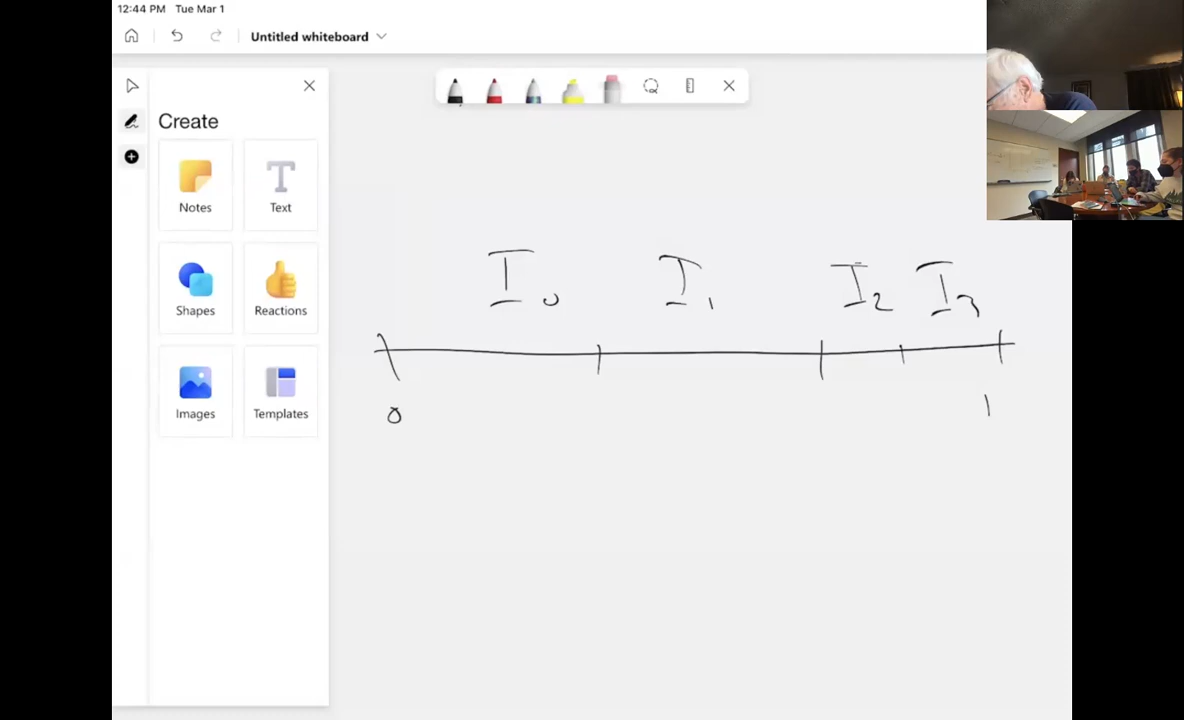 12:44 PM Tue Mar 1
Untitled whiteboard
Create
Notes
Text
Shapes
Reactions
Images
Templates
I₀ I₁ I₂ I₃
0 1